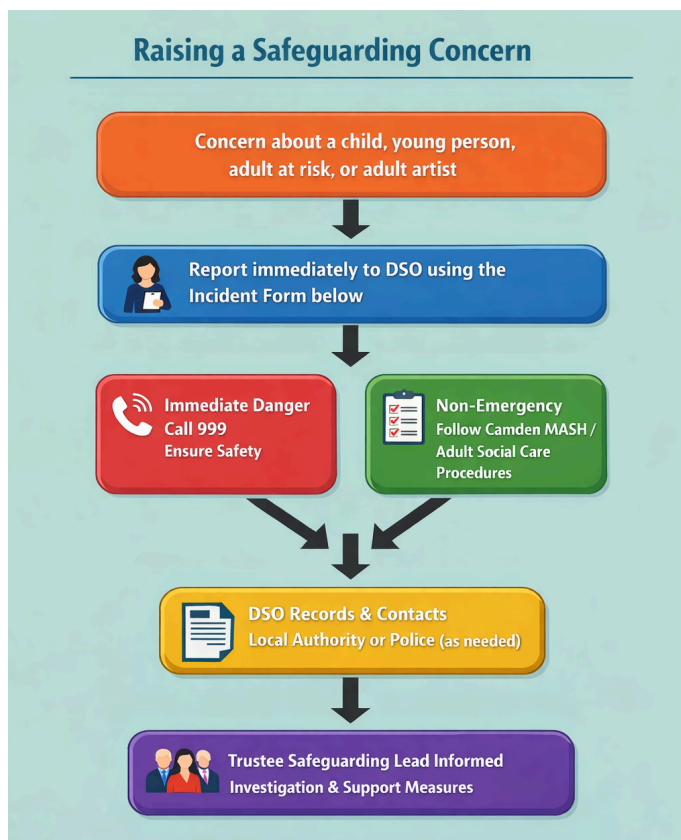 Raising a Safeguarding Concern
Concern about a child, young person,
adult at risk, or adult artist
Report immediately to DSO using the
Incident Form below
Immediate Danger
Call 999
Ensure Safety
Non-Emergency
Follow Camden MASH /
Adult Social Care
Procedures
DSO Records & Contacts
Local Authority or Police (as needed)
Trustee Safeguarding Lead Informed
Investigation & Support Measures